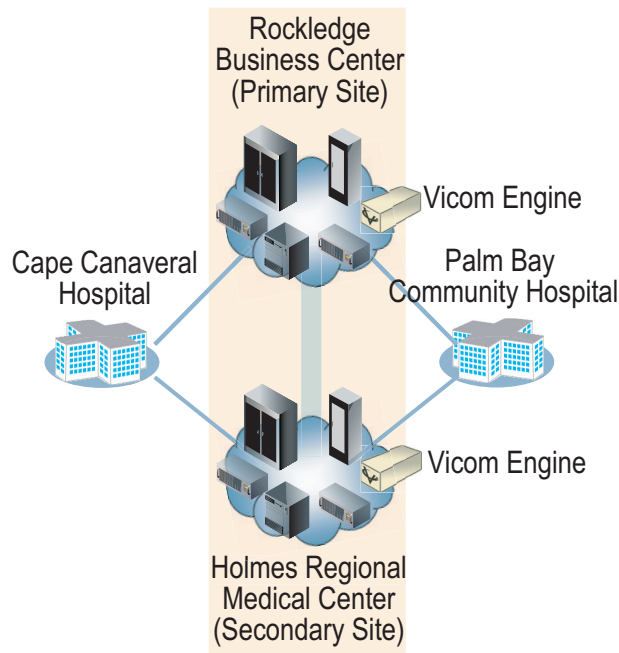 Rockledge
Business Center
(Primary Site)
Vicom Engine
Cape Canaveral
Hospital
Palm Bay
Community Hospital
Vicom Engine
Holmes Regional
Medical Center
(Secondary Site)